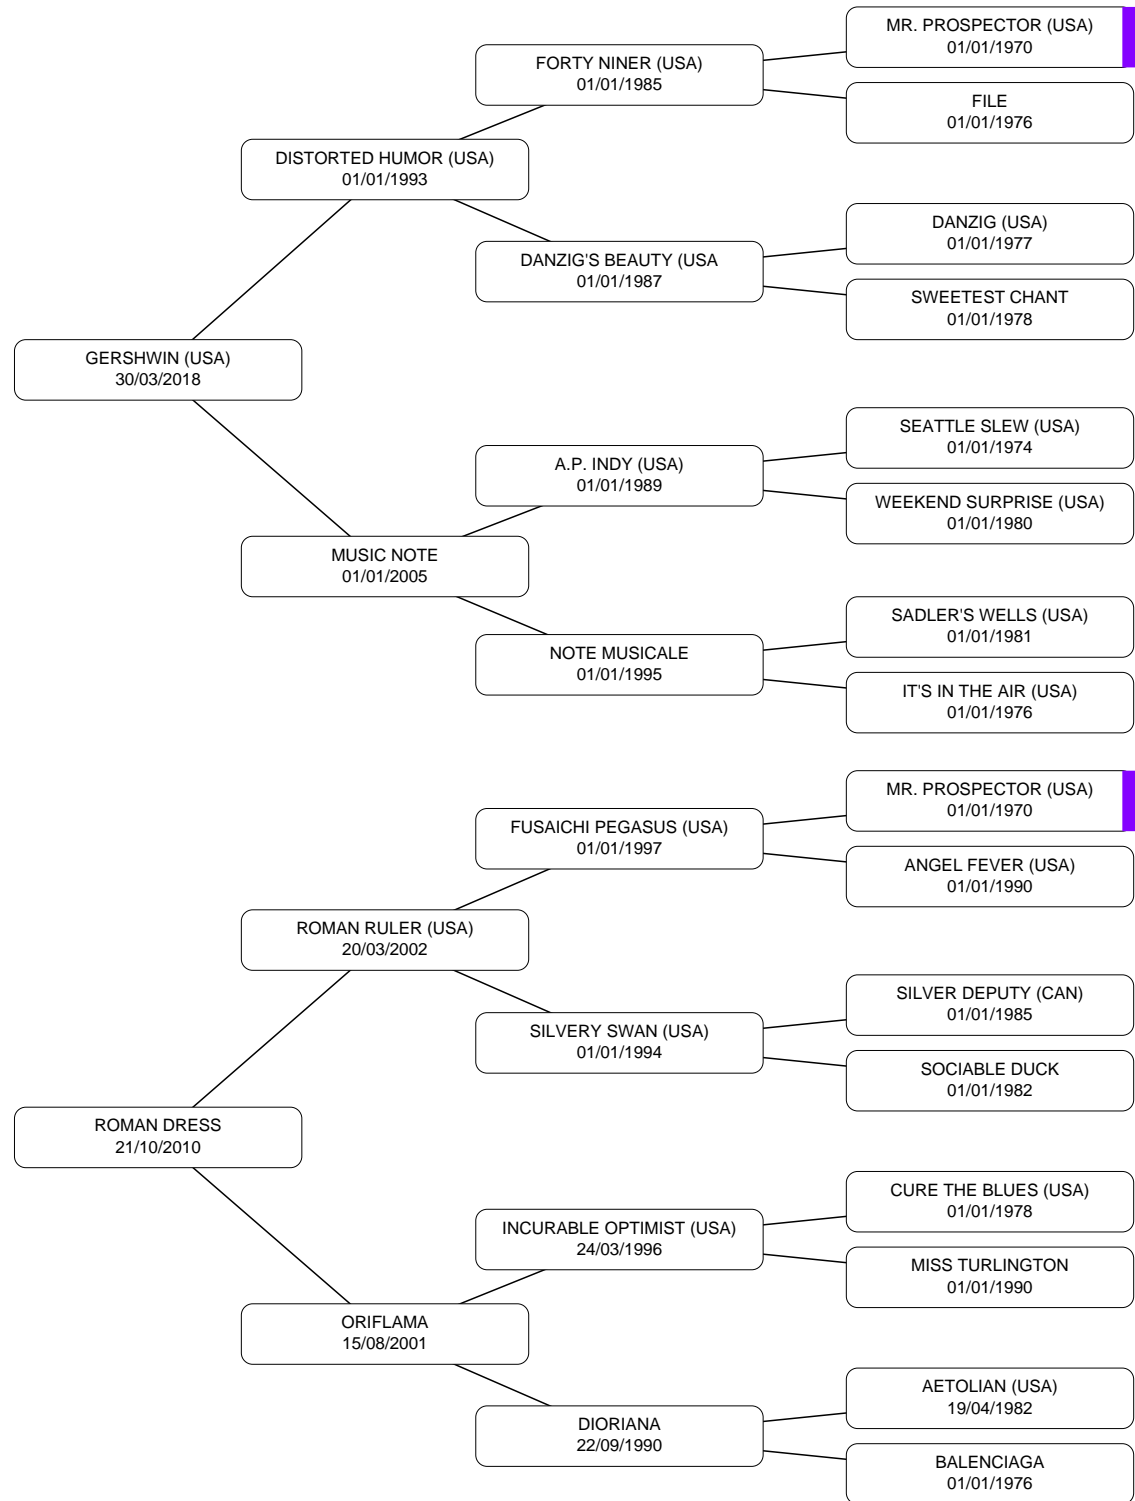 MR. PROSPECTOR (USA)
01/01/1970
FORTY NINER (USA)
01/01/1985
FILE
01/01/1976
DISTORTED HUMOR (USA)
01/01/1993
DANZIG (USA)
01/01/1977
DANZIG'S BEAUTY (USA
01/01/1987
SWEETEST CHANT
01/01/1978
GERSHWIN (USA)
30/03/2018
SEATTLE SLEW (USA)
01/01/1974
A.P. INDY (USA)
01/01/1989
WEEKEND SURPRISE (USA)
01/01/1980
MUSIC NOTE
01/01/2005
SADLER'S WELLS (USA)
01/01/1981
NOTE MUSICALE
01/01/1995
IT'S IN THE AIR (USA)
01/01/1976
MR. PROSPECTOR (USA)
01/01/1970
FUSAICHI PEGASUS (USA)
01/01/1997
ANGEL FEVER (USA)
01/01/1990
ROMAN RULER (USA)
20/03/2002
SILVER DEPUTY (CAN)
01/01/1985
SILVERY SWAN (USA)
01/01/1994
SOCIABLE DUCK
01/01/1982
ROMAN DRESS
21/10/2010
CURE THE BLUES (USA)
01/01/1978
INCURABLE OPTIMIST (USA)
24/03/1996
MISS TURLINGTON
01/01/1990
ORIFLAMA
15/08/2001
AETOLIAN (USA)
19/04/1982
DIORIANA
22/09/1990
BALENCIAGA
01/01/1976